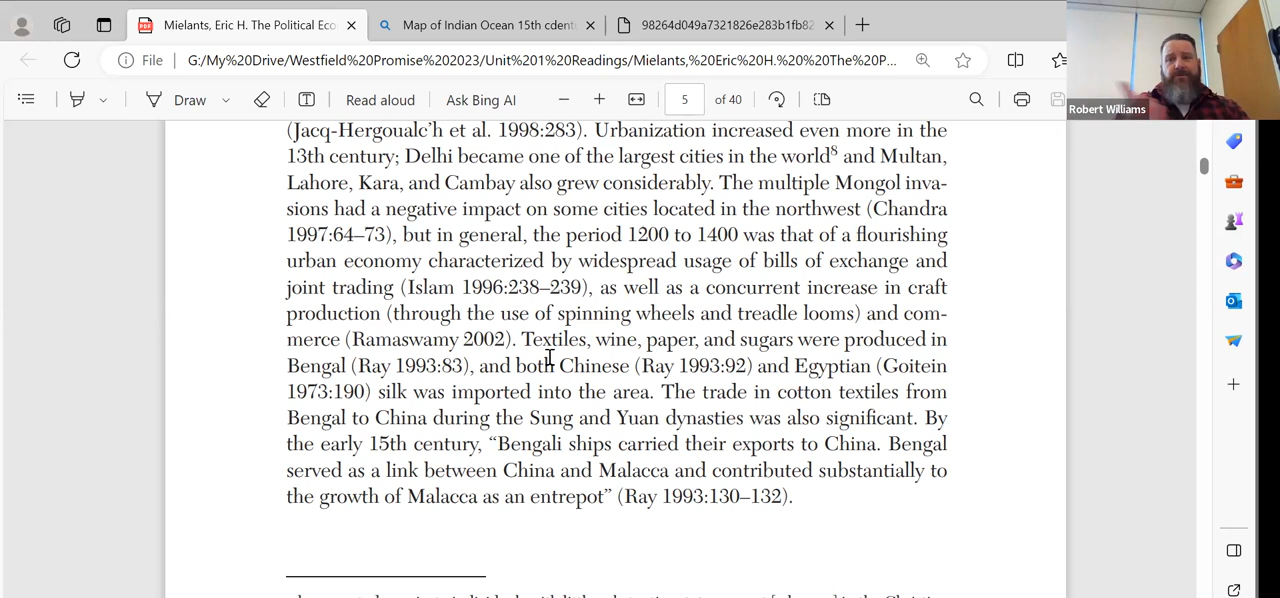 Mielants, Eric H. The Political Eco
Map of Indian Ocean 15th cdent
98264d049a7321826e283b1fb82
File
G:/My%20Drive/Westfield%20Promise%202023/Unit%201%20Readings/Mielants,%20Eric%20H.%20%20The%20P...
Draw
Read aloud
Ask Bing AI
5
of 40
Robert Williams
(Jacq-Hergoualc’h et al. 1998:283). Urbanization increased even more in the
13th century; Delhi became one of the largest cities in the world8 and Multan,
Lahore, Kara, and Cambay also grew considerably. The multiple Mongol inva-
sions had a negative impact on some cities located in the northwest (Chandra
1997:64–73), but in general, the period 1200 to 1400 was that of a flourishing
urban economy characterized by widespread usage of bills of exchange and
joint trading (Islam 1996:238–239), as well as a concurrent increase in craft
production (through the use of spinning wheels and treadle looms) and com-
merce (Ramaswamy 2002). Textiles, wine, paper, and sugars were produced in
Bengal (Ray 1993:83), and both Chinese (Ray 1993:92) and Egyptian (Goitein
1973:190) silk was imported into the area. The trade in cotton textiles from
Bengal to China during the Sung and Yuan dynasties was also significant. By
the early 15th century, “Bengali ships carried their exports to China. Bengal
served as a link between China and Malacca and contributed substantially to
the growth of Malacca as an entrepot” (Ray 1993:130–132).